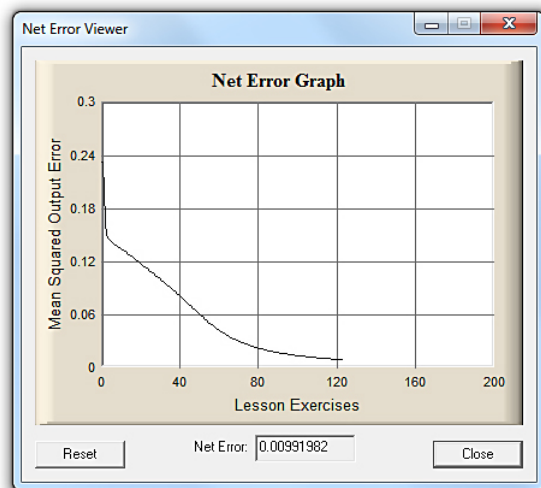 Net Error Viewer
Net Error Graph
Mean Squared Output Error
0.3
0.24
0.18
0.12
0.06
0
0 40 80 120 160 200
Lesson Exercises
Reset Net Error: 0.00991982 Close